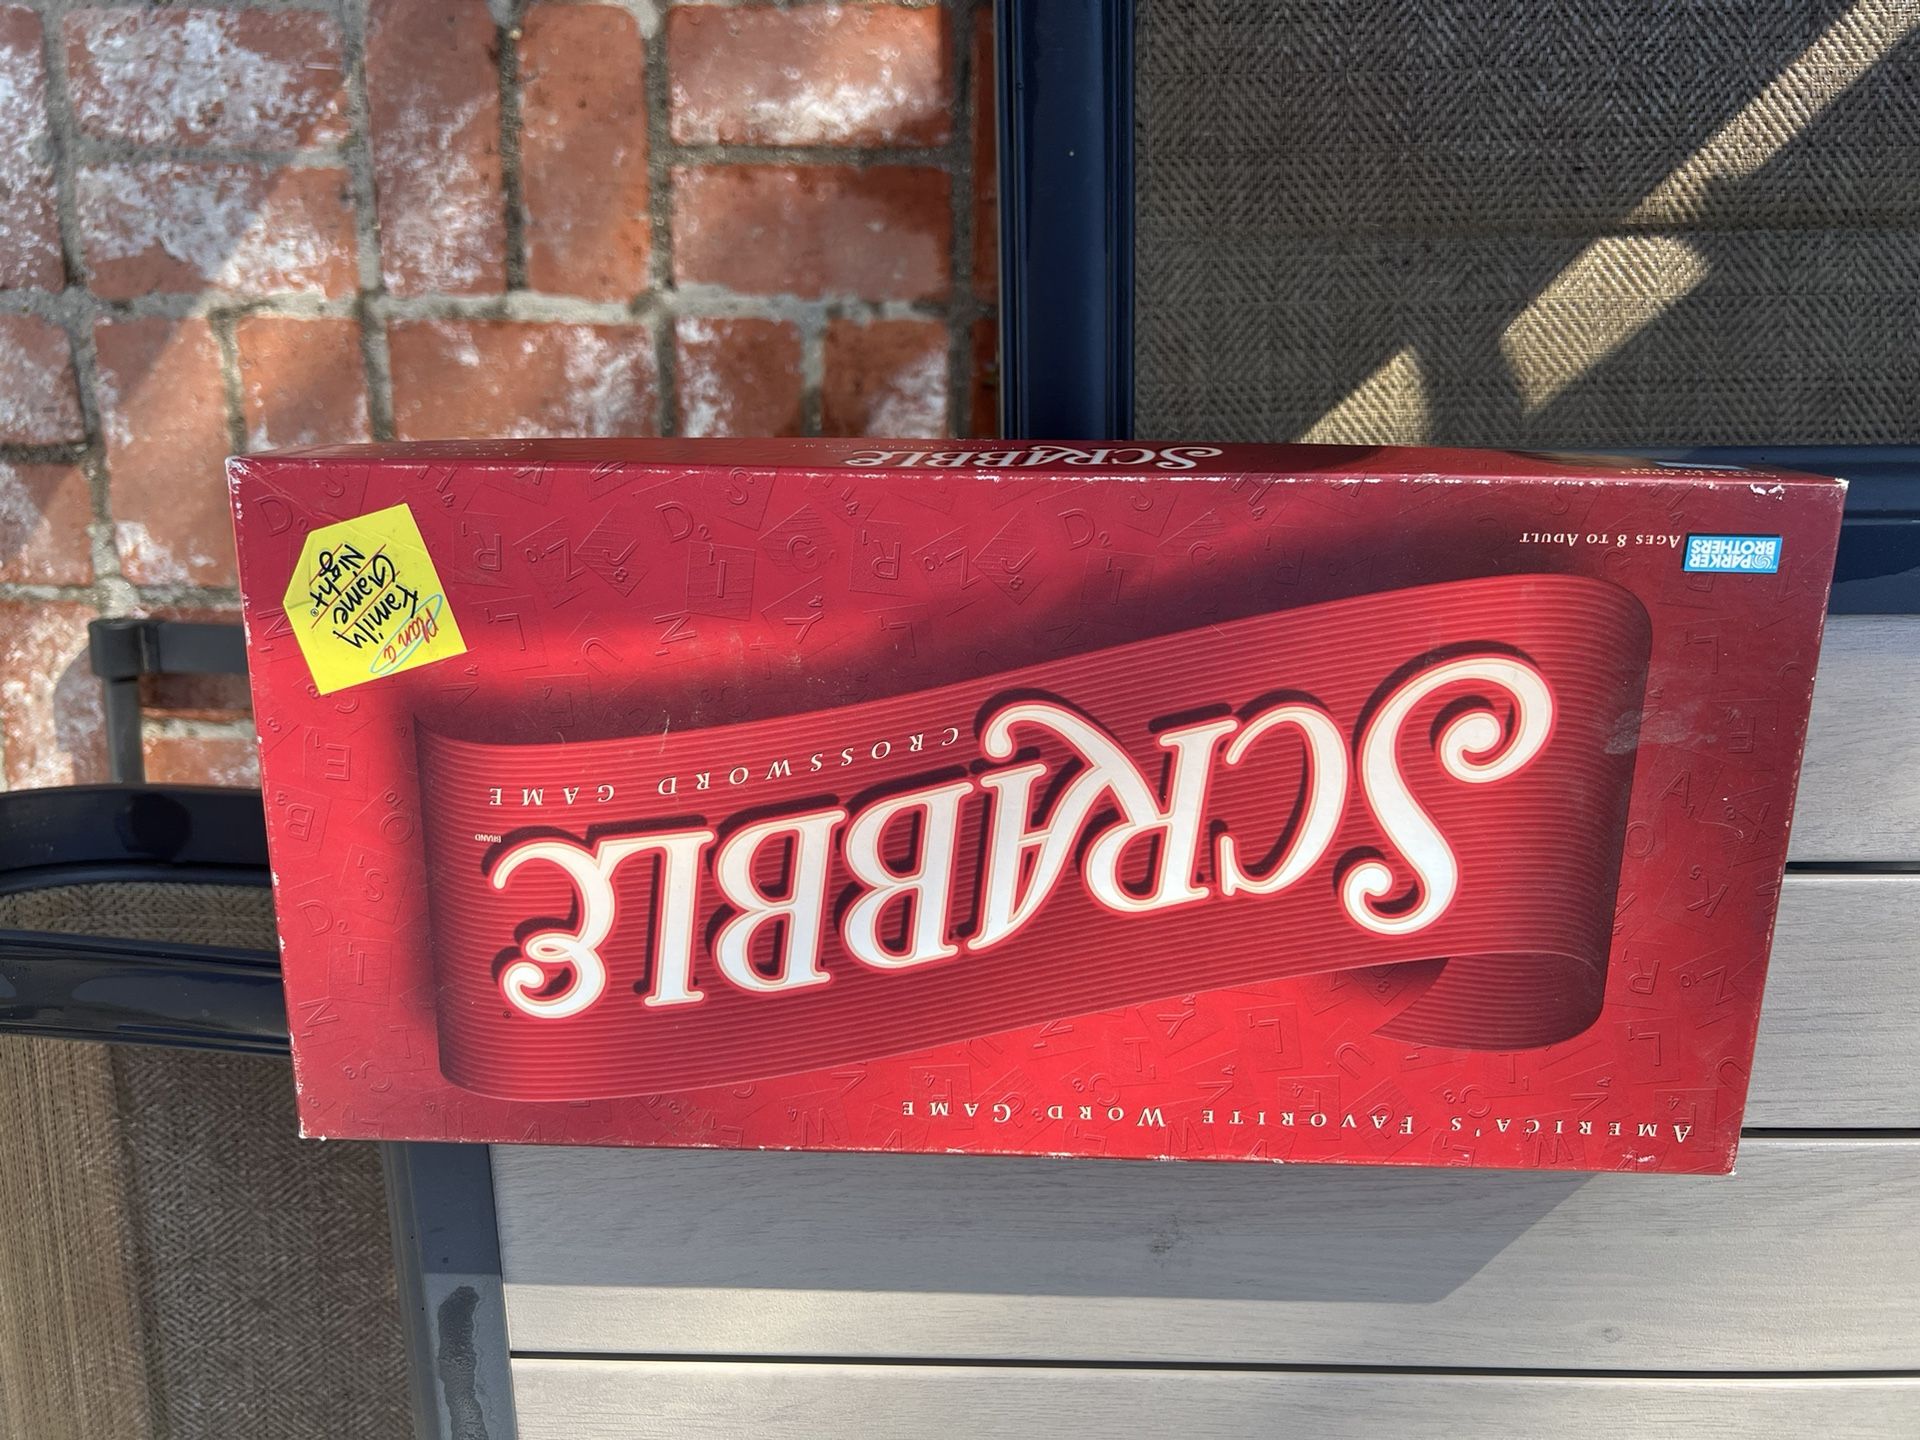 AMERICA'S FAVORITE WORD GAME
SCRABBLE®
BRAND
CROSSWORD GAME
PARKER
BROTHERS
AGES 8 TO ADULT
Plan a
Family
Game
Night®
SCRABBLE